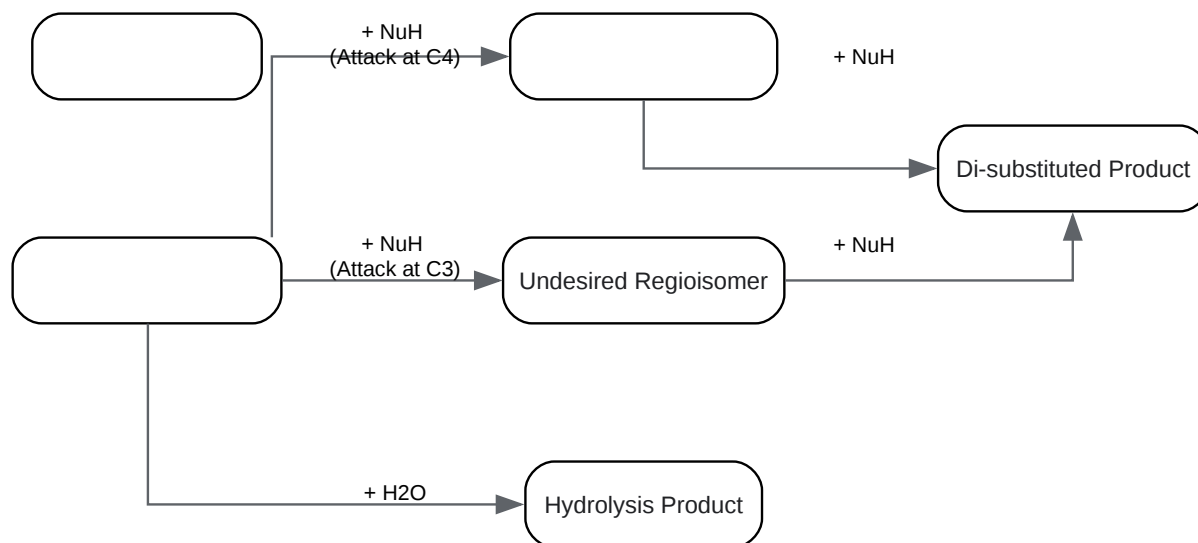 + NuH
(Attack at C4)
+ NuH
Di-substituted Product
+ NuH
(Attack at C3)
Undesired Regioisomer
+ NuH
+ H2O
Hydrolysis Product